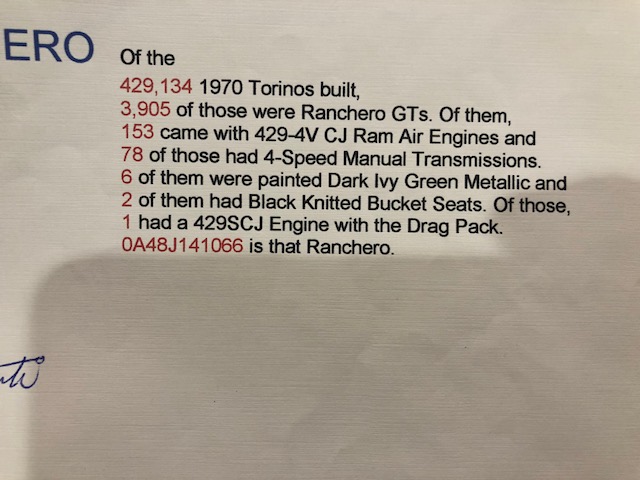 ERO
Of the
429,134 1970 Torinos built,
3,905 of those were Ranchero GTs. Of them,
153 came with 429-4V CJ Ram Air Engines and
78 of those had 4-Speed Manual Transmissions.
6 of them were painted Dark Ivy Green Metallic and
2 of them had Black Knitted Bucket Seats. Of those,
1 had a 429SCJ Engine with the Drag Pack.
0A48J141066 is that Ranchero.